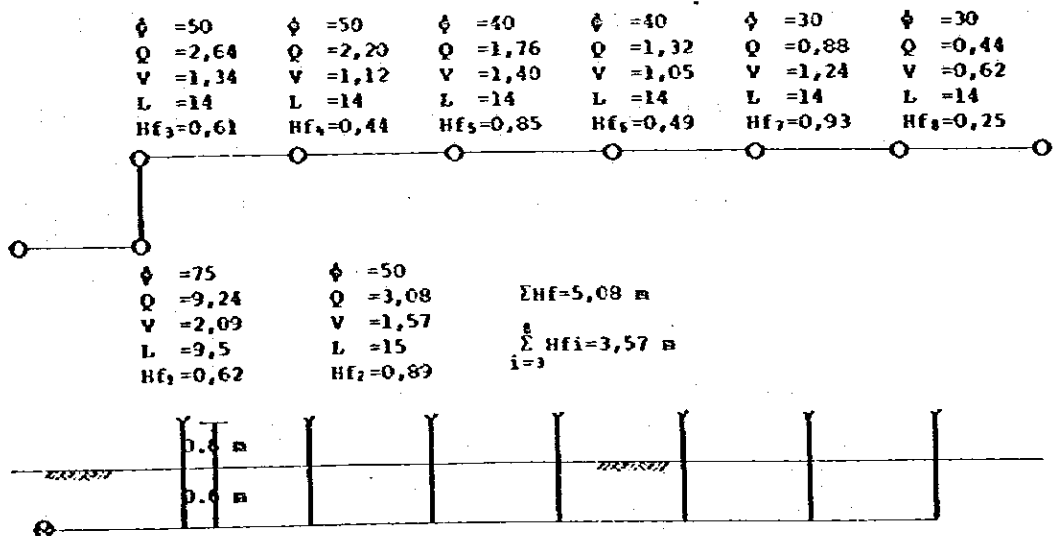 ϕ =50 ϕ =50 ϕ =40 ϕ =40 ϕ =30 ϕ =30
Q =2,64 Q =2,20 Q =1,76 Q =1,32 Q =0,88 Q =0,44
V =1,34 V =1,12 V =1,40 V =1,05 V =1,24 V =0,62
L =14 L =14 L =14 L =14 L =14 L =14
Hf₃=0,61 Hf₄=0,44 Hf₅=0,85 Hf₆=0,49 Hf₇=0,93 Hf₈=0,25
ϕ =75 ϕ =50
Q =9,24 Q =3,08 ΣHf=5,08 m
V =2,09 V =1,57
L =9,5 L =15
Hf₁=0,62 Hf₂=0,89
8
Σ Hfi=3,57 m
i=3
0.8 m
0.6 m